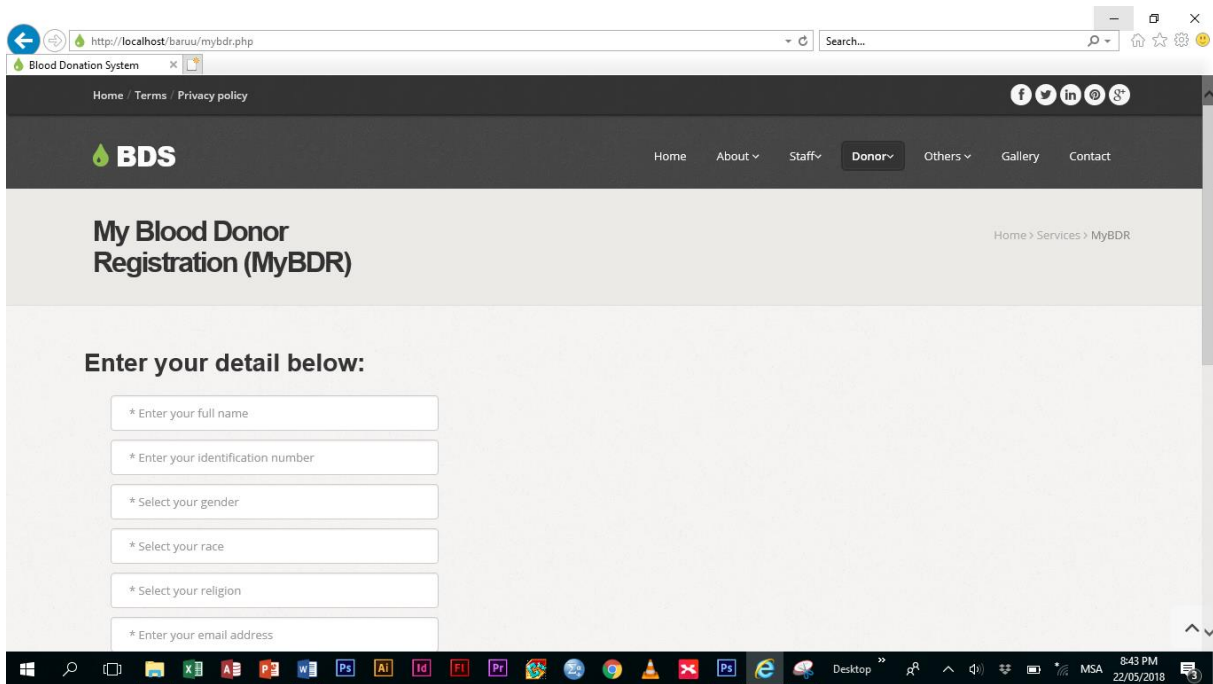 http://localhost/baruu/mybdr.php
Search...
Blood Donation System
Home / Terms / Privacy policy
BDS
Home About Staff Donor Others Gallery Contact
My Blood Donor
Registration (MyBDR)
Home > Services > MyBDR
Enter your detail below:
* Enter your full name
* Enter your identification number
* Select your gender
* Select your race
* Select your religion
* Enter your email address
Desktop
MSA
8:43 PM
22/05/2018